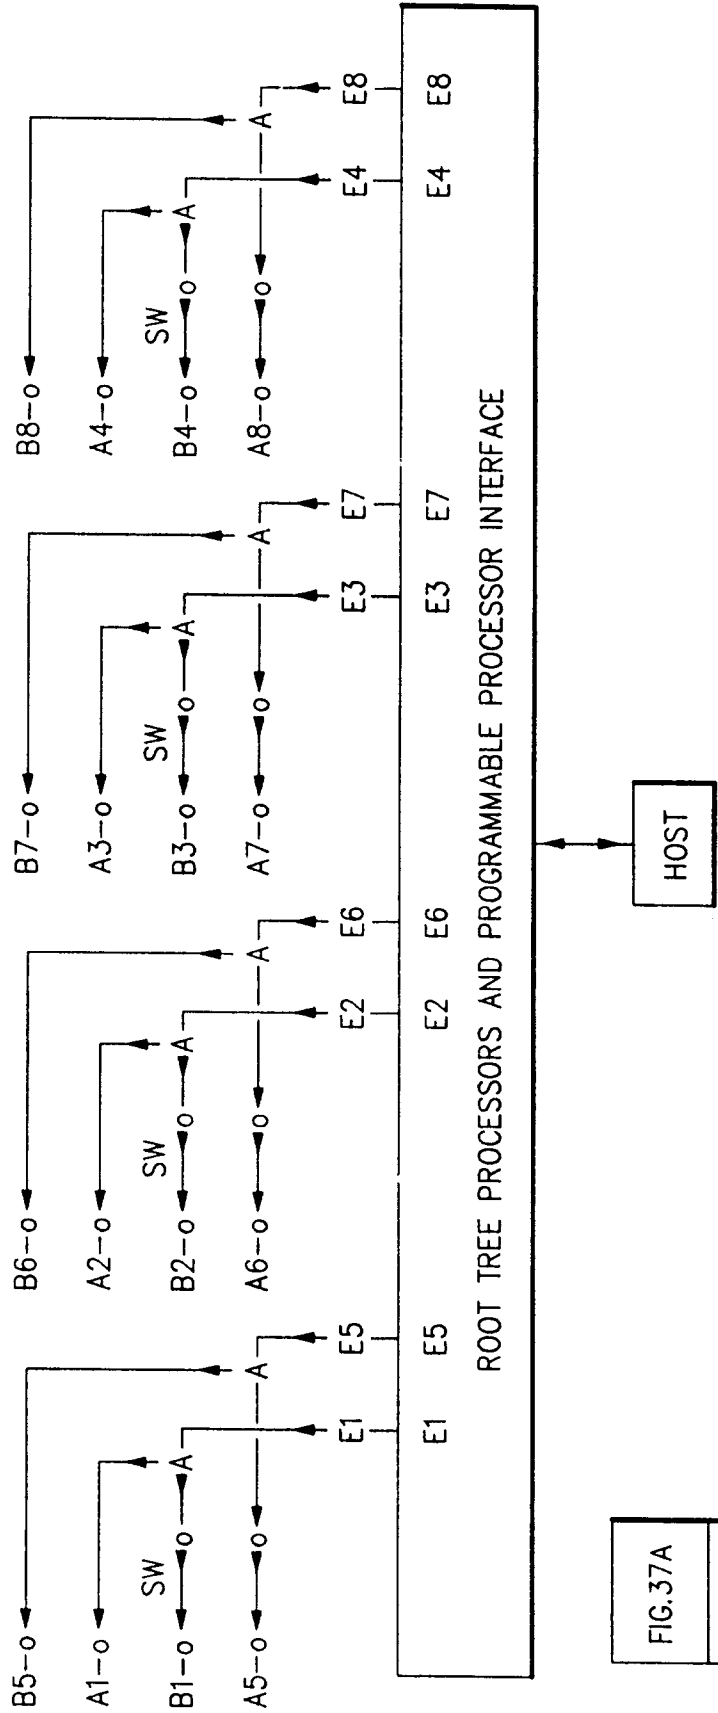 B5-o B6-o B7-o B8-o
A1-o A2-o A3-o A4-o
SW SW SW SW
B1-o o A B2-o o A B3-o o A B4-o o A
A5-o o A A6-o o A A7-o o A A8-o o A
E1 E5 E2 E6 E3 E7 E4 E8
E1 E5 E2 E6 E3 E7 E4 E8
ROOT TREE PROCESSORS AND PROGRAMMABLE PROCESSOR INTERFACE
HOST
FIG.37A